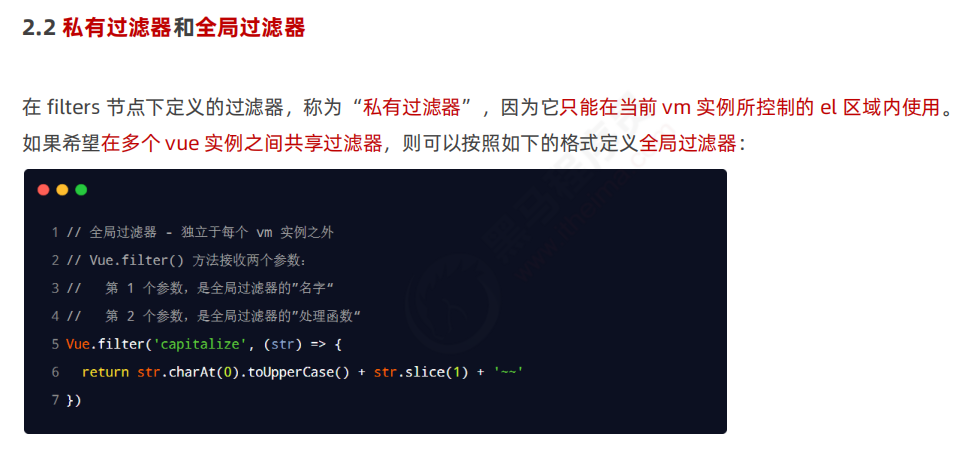 2.2 私有过滤器和全局过滤器
在 filters 节点下定义的过滤器，称为“私有过滤器”，因为它只能在当前 vm 实例所控制的 el 区域内使用。
如果希望在多个 vue 实例之间共享过滤器，则可以按照如下的格式定义全局过滤器：
1 // 全局过滤器 - 独立于每个 vm 实例之外
2 // Vue.filter() 方法接收两个参数：
3 //   第 1 个参数，是全局过滤器的”名字“
4 //   第 2 个参数，是全局过滤器的”处理函数“
5 Vue.filter('capitalize', (str) => {
6   return str.charAt(0).toUpperCase() + str.slice(1) + '~~'
7 })